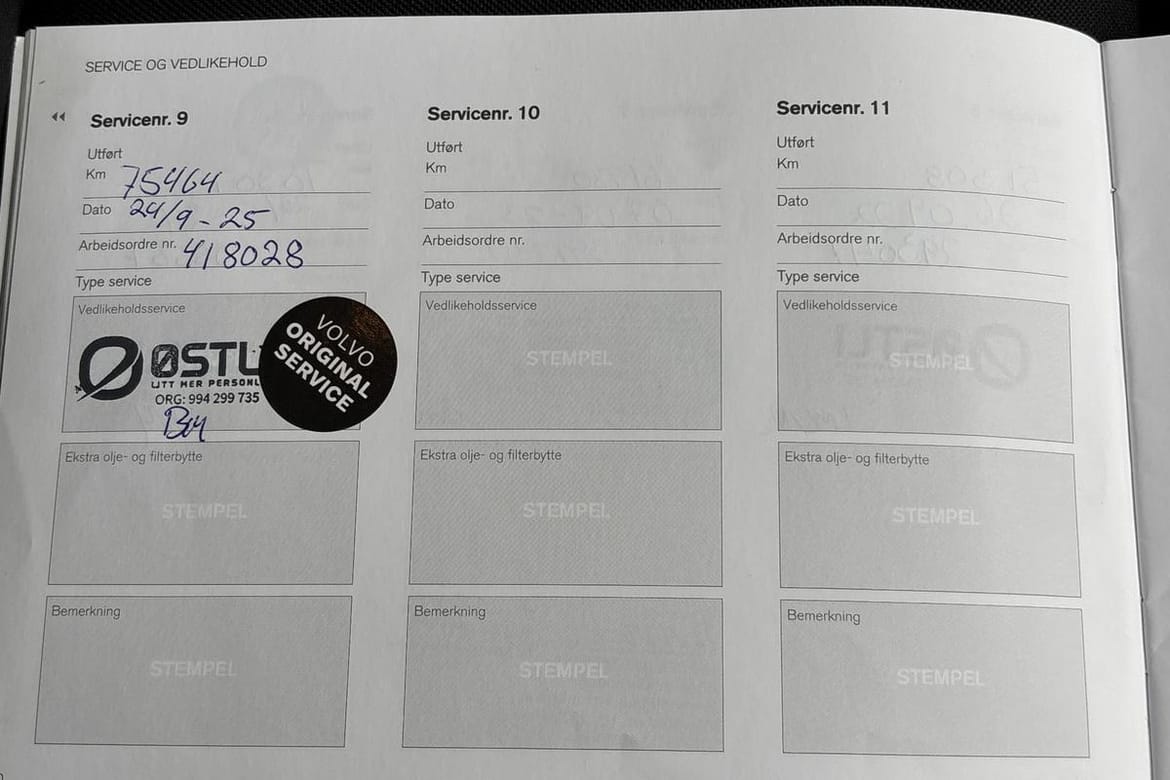 SERVICE OG VEDLIKEHOLD
Servicenr. 9
Utført
Km 75464
Dato 24/9-25
Arbeidsordre nr. 418028
Type service
Vedlikeholdsservice
ØSTL
LITT MER PERSONL
ORG: 994 299 735
VOLVO
ORIGINAL
SERVICE
Ekstra olje- og filterbytte
STEMPEL
Bemerkning
STEMPEL
Servicenr. 10
Utført
Km
Dato
Arbeidsordre nr.
Type service
Vedlikeholdsservice
STEMPEL
Ekstra olje- og filterbytte
STEMPEL
Bemerkning
STEMPEL
Servicenr. 11
Utført
Km
Dato
Arbeidsordre nr.
Type service
Vedlikeholdsservice
STEMPEL
Ekstra olje- og filterbytte
STEMPEL
Bemerkning
STEMPEL